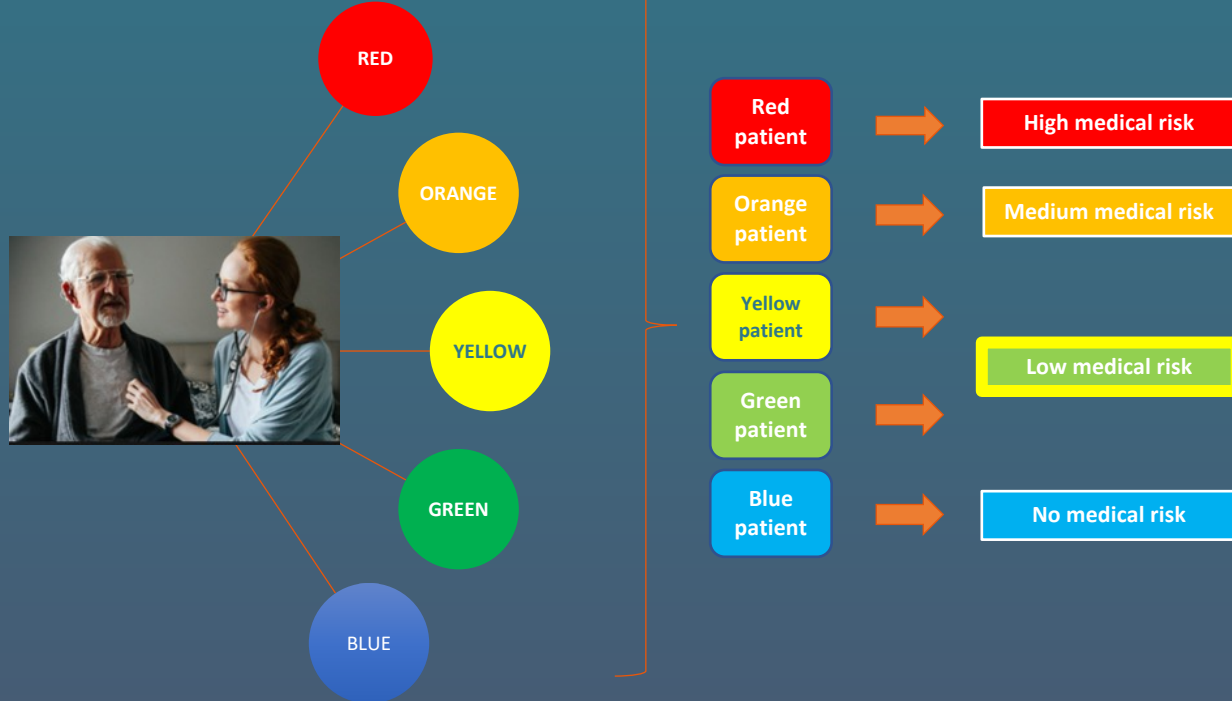 RED
ORANGE
YELLOW
GREEN
BLUE
Red
patient
High medical risk
Orange
patient
Medium medical risk
Yellow
patient
Low medical risk
Green
patient
Blue
patient
No medical risk